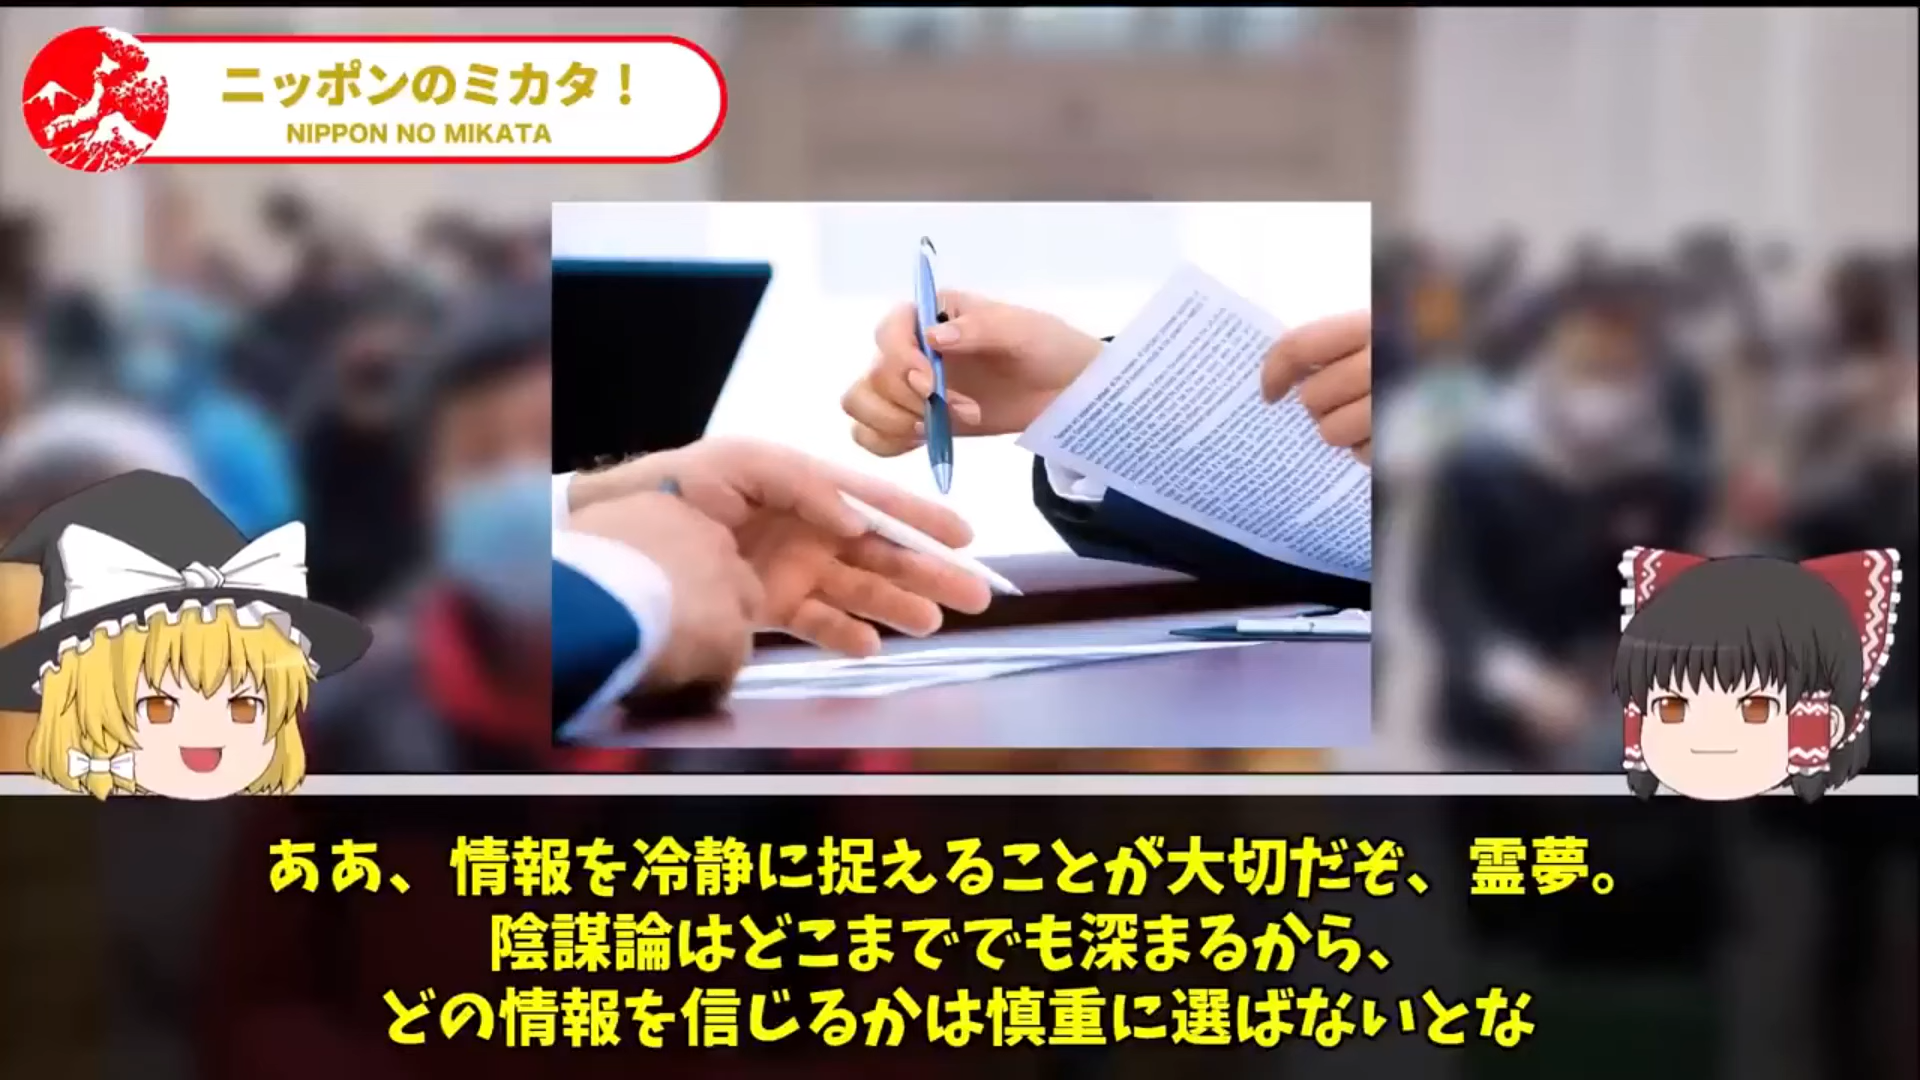 ニッポンのミカタ！
NIPPON NO MIKATA
ああ、情報を冷静に捉えることが大切だぞ、霊夢。
陰謀論はどこまででも深まるから、
どの情報を信じるかは慎重に選ばないとな